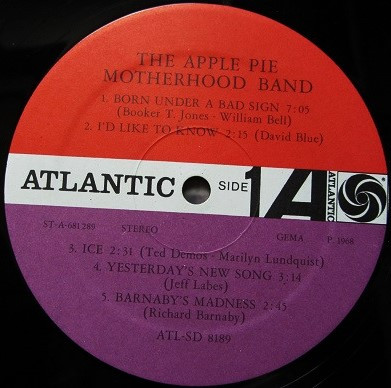 THE APPLE PIE
MOTHERHOOD BAND
1. BORN UNDER A BAD SIGN 7:05
(Booker T. Jones - William Bell)
2. I'D LIKE TO KNOW 2:15 (David Blue)
ATLANTIC SIDE 1 A ATLANTIC
ST-A-681289 STEREO GEMA P. 1968
3. ICE 2:31 (Ted Demos - Marilyn Lundquist)
4. YESTERDAY'S NEW SONG 3:14
(Jeff Labes)
5. BARNABY'S MADNESS 2:45
(Richard Barnaby)
ATL-SD 8189